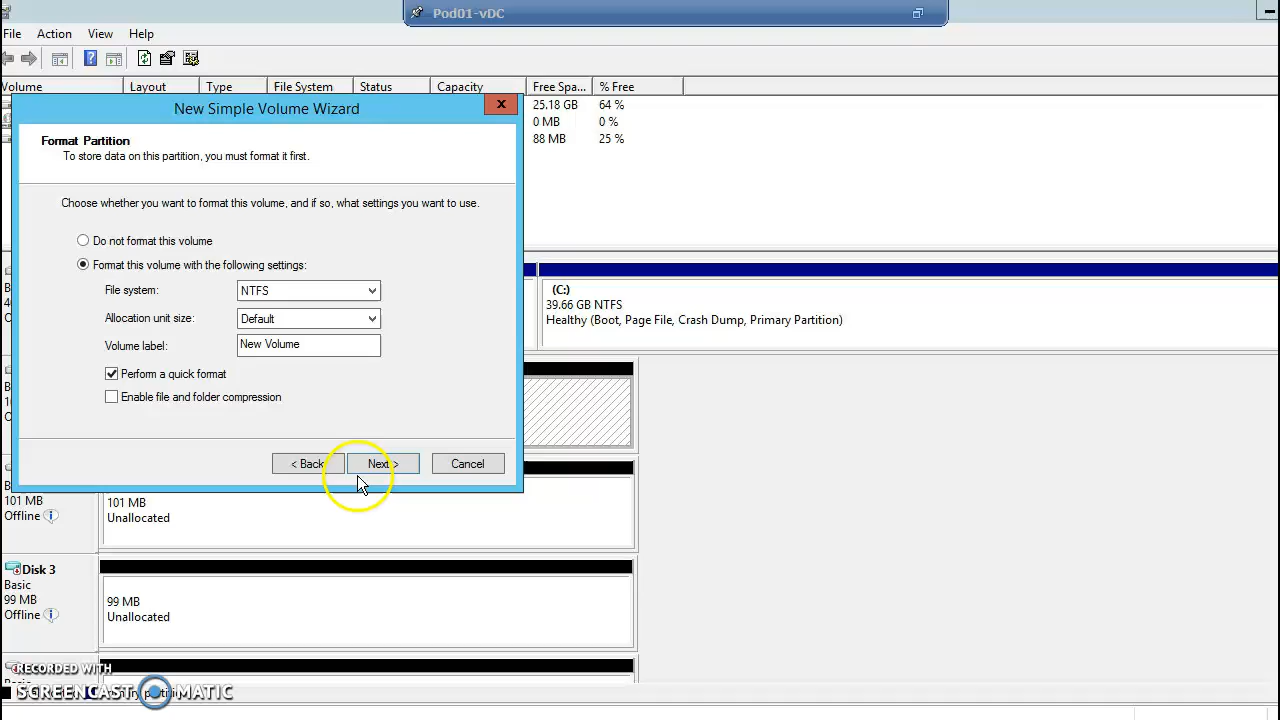 Pod01-vDC
File Action View Help
Volume Layout Type File System Status Capacity Free Spa... % Free
25.18 GB 64 %
0 MB 0 %
88 MB 25 %
New Simple Volume Wizard
Format Partition
To store data on this partition, you must format it first.
Choose whether you want to format this volume, and if so, what settings you want to use.
Do not format this volume
Format this volume with the following settings:
File system: NTFS
Allocation unit size: Default
Volume label: New Volume
Perform a quick format
Enable file and folder compression
< Back Next > Cancel
(C:)
39.66 GB NTFS
Healthy (Boot, Page File, Crash Dump, Primary Partition)
101 MB
Offline
101 MB
Unallocated
Disk 3
Basic
99 MB
Offline
99 MB
Unallocated
RECORDED WITH
SCREENCAST MATIC